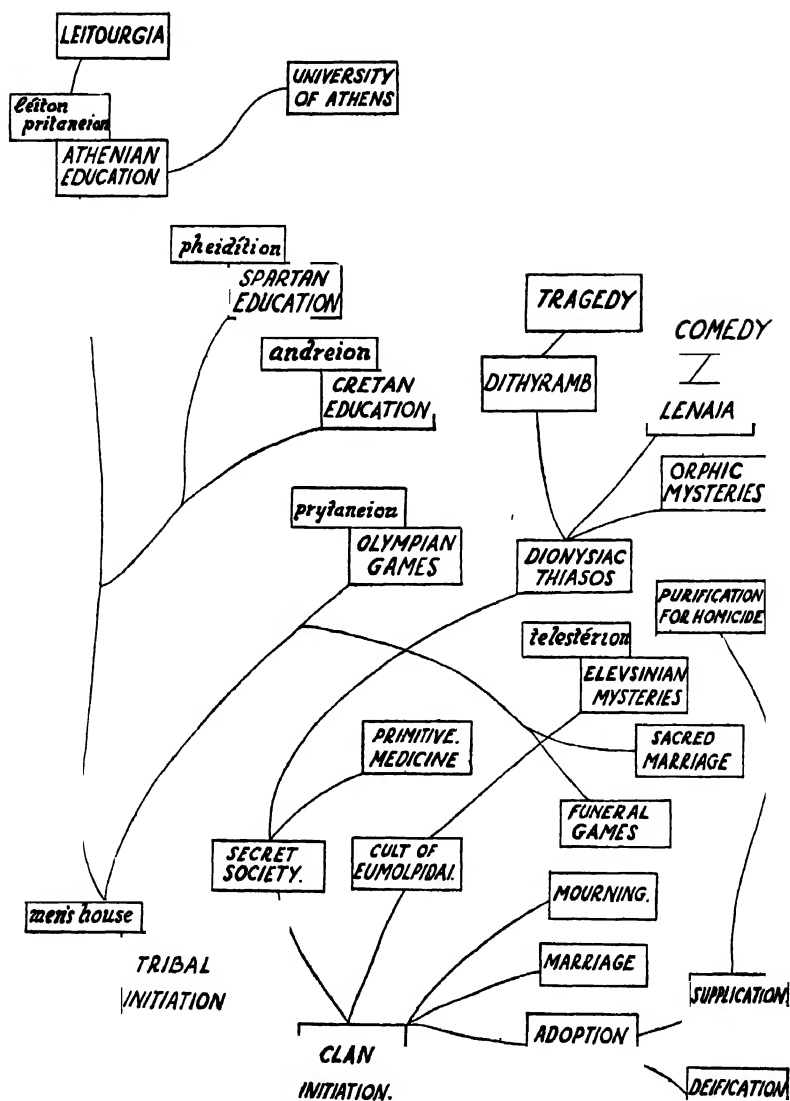 LEITOURGIA
UNIVERSITY
OF ATHENS
léiton
pritaneion
ATHENIAN
EDUCATION
pheidition
SPARTAN
EDUCATION
TRAGEDY
COMEDY
andreion
CRETAN
EDUCATION
DITHYRAMB
LENAIA
ORPHIC
MYSTERIES
prytaneion
OLYMPIAN
GAMES
DIONYSIAC
THIASOS
PURIFICATION
FOR HOMICIDE
telestérion
ELEVSINIAN
MYSTERIES
PRIMITIVE.
MEDICINE
SACRED
MARRIAGE
FUNERAL
GAMES
SECRET
SOCIETY.
CULT OF
EUMOLPIDAI.
MOURNING.
men's house
TRIBAL
INITIATION
MARRIAGE
SUPPLICATION
ADOPTION
CLAN
INITIATION.
DEIFICATION